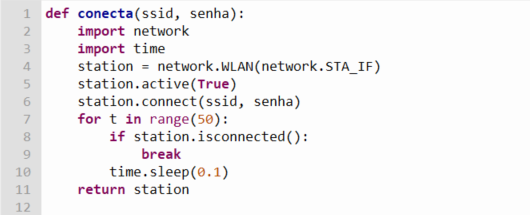 1 def conecta(ssid, senha):
2     import network
3     import time
4     station = network.WLAN(network.STA_IF)
5     station.active(True)
6     station.connect(ssid, senha)
7     for t in range(50):
8         if station.isconnected():
9             break
10         time.sleep(0.1)
11     return station
12